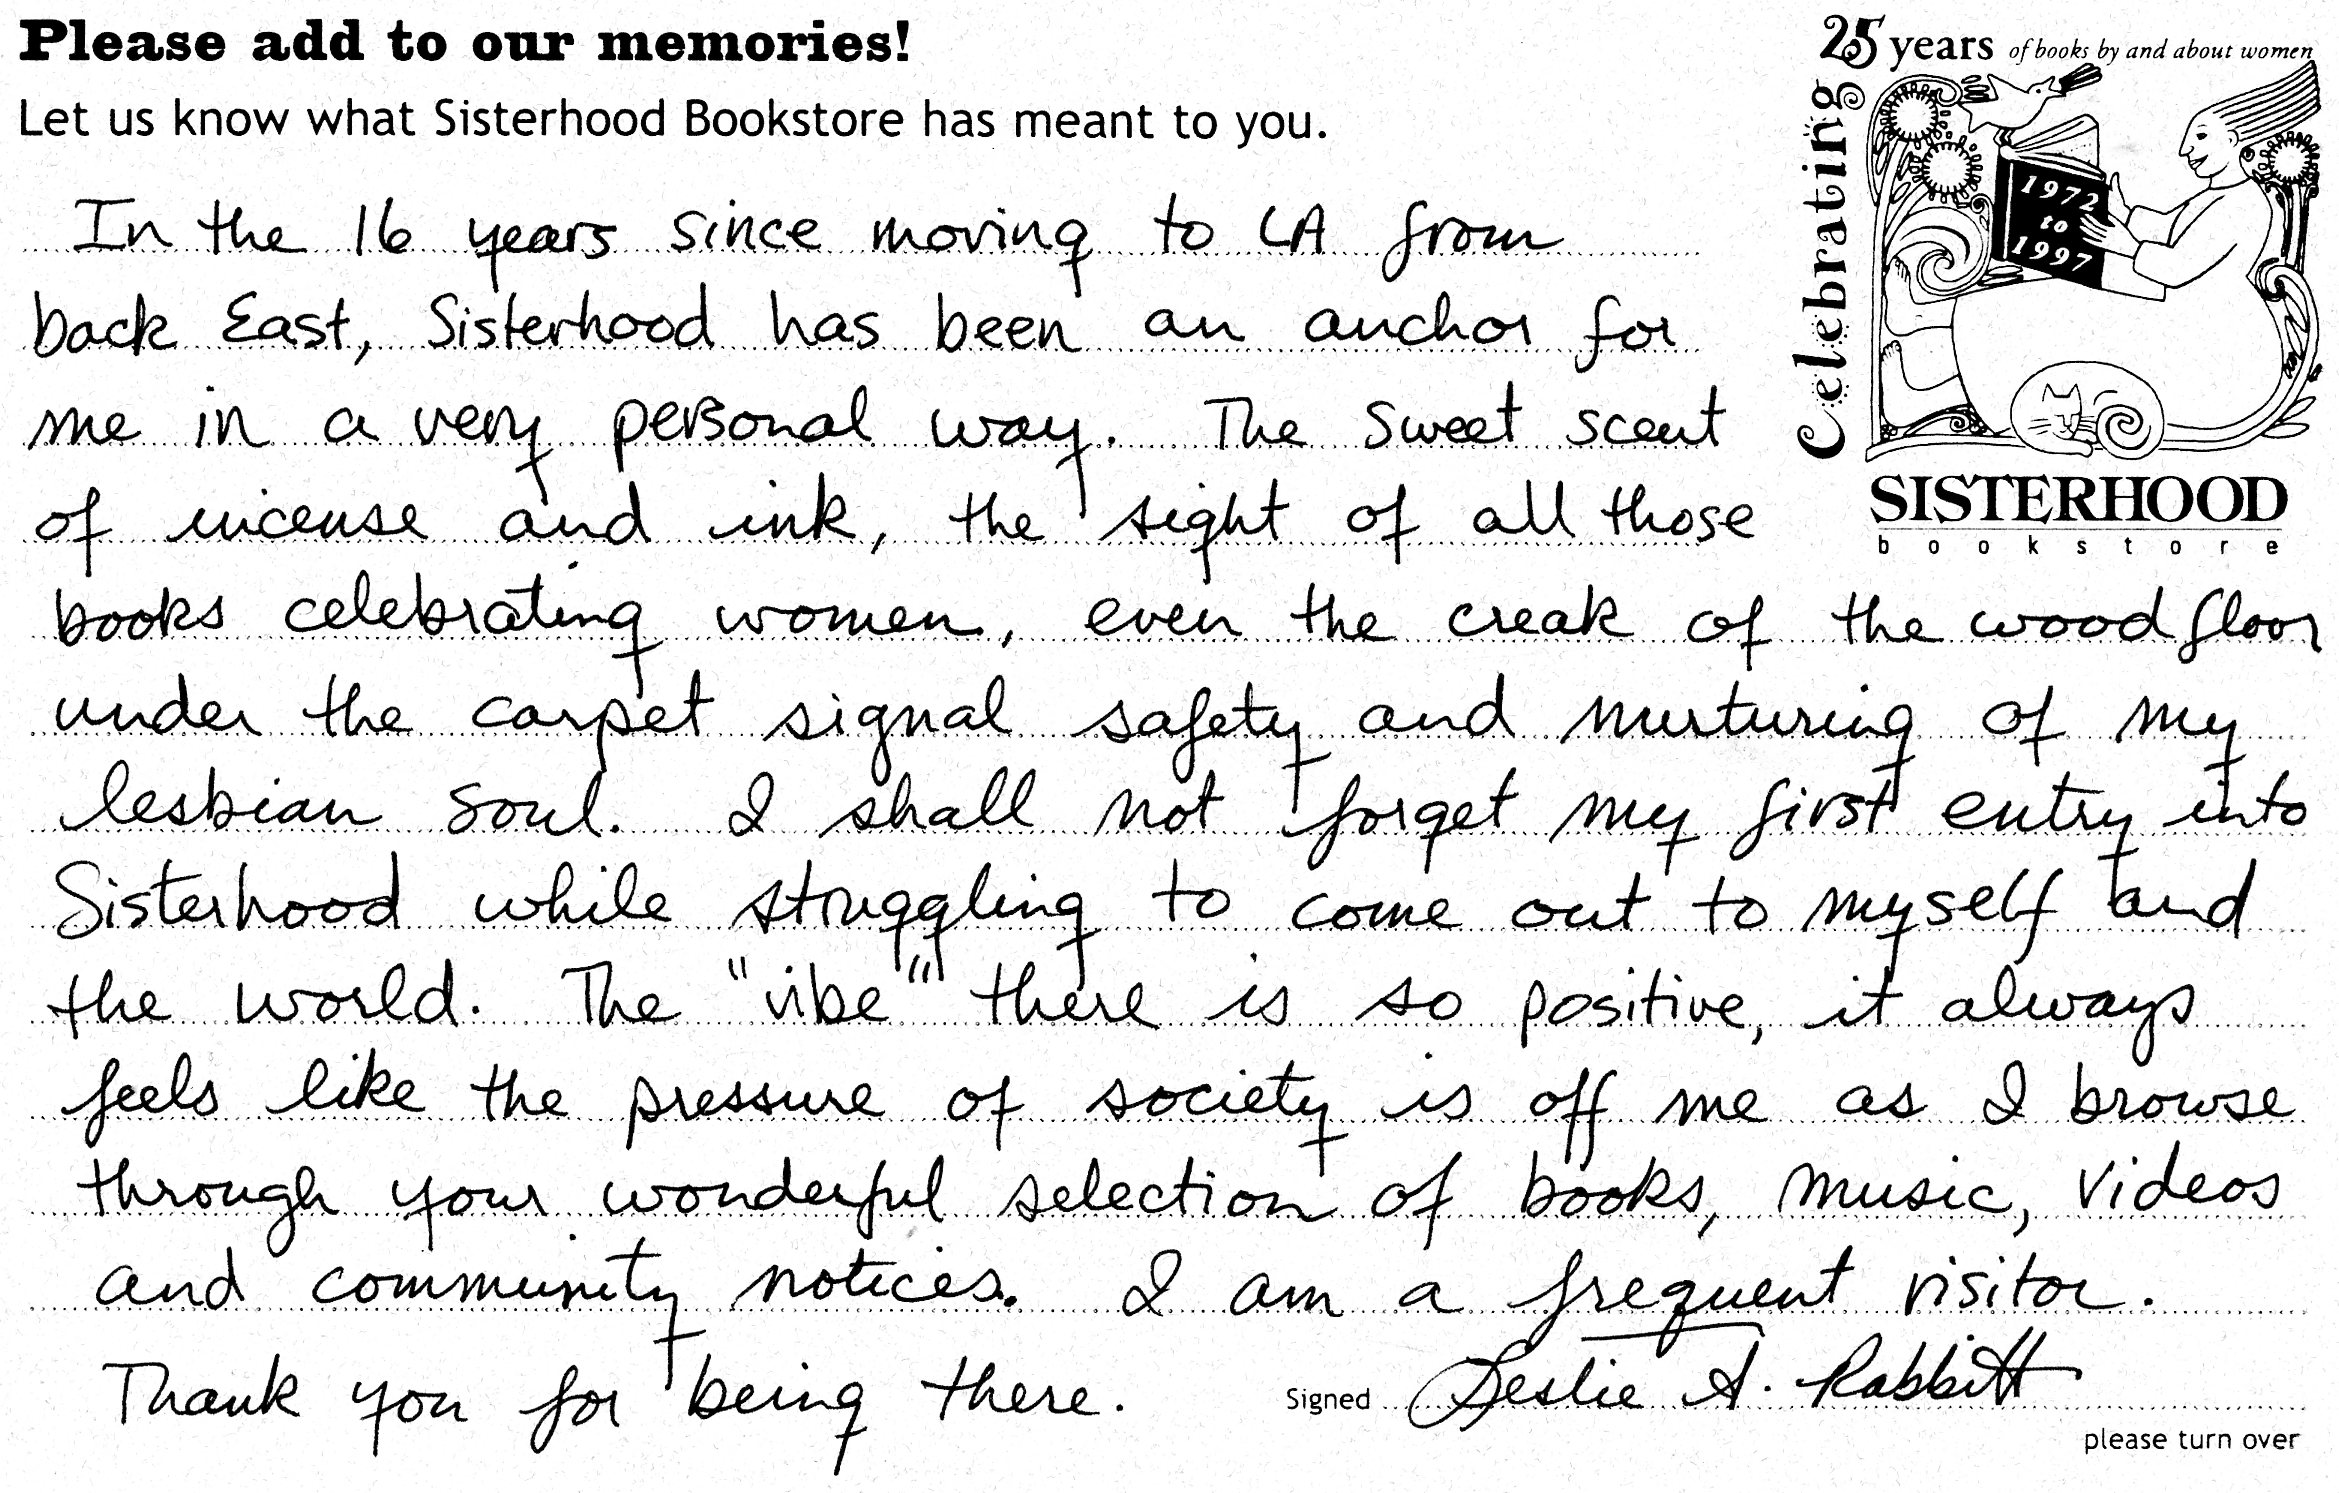 Please add to our memories!
Let us know what Sisterhood Bookstore has meant to you.
25 years of books by and about women
Celebrating
1972
to
1997
SISTERHOOD
bookstore
In the 16 years since moving to LA from
back East, Sisterhood has been an anchor for
me in a very personal way. The sweet scent
of incense and ink, the sight of all those
books celebrating women, even the creak of the wood floor
under the carpet signal safety and nurturing of my
lesbian soul. I shall not forget my first entry into
Sisterhood while struggling to come out to myself and
the world. The "vibe" there is so positive, it always
feels like the pressure of society is off me as I browse
through your wonderful selection of books, music, videos
and community notices. I am a frequent visitor.
Thank you for being there.
Signed Leslie A. Rabbitt
please turn over